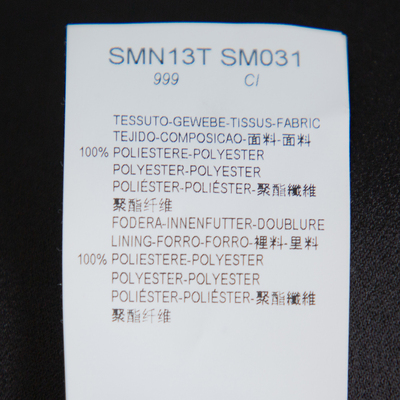 SMN13T SM031
999 CI
TESSUTO-GEWEBE-TISSUS-FABRIC
TEJIDO-COMPOSICAO-面料-面料
100% POLIESTERE-POLYESTER
POLYESTER-POLYESTER
POLIÉSTER-POLIÉSTER-聚酯纖維
聚酯纤维
FODERA-INNENFUTTER-DOUBLURE
LINING-FORRO-FORRO-裡料-里料
100% POLIESTERE-POLYESTER
POLYESTER-POLYESTER
POLIÉSTER-POLIÉSTER-聚酯纖維
聚酯纤维